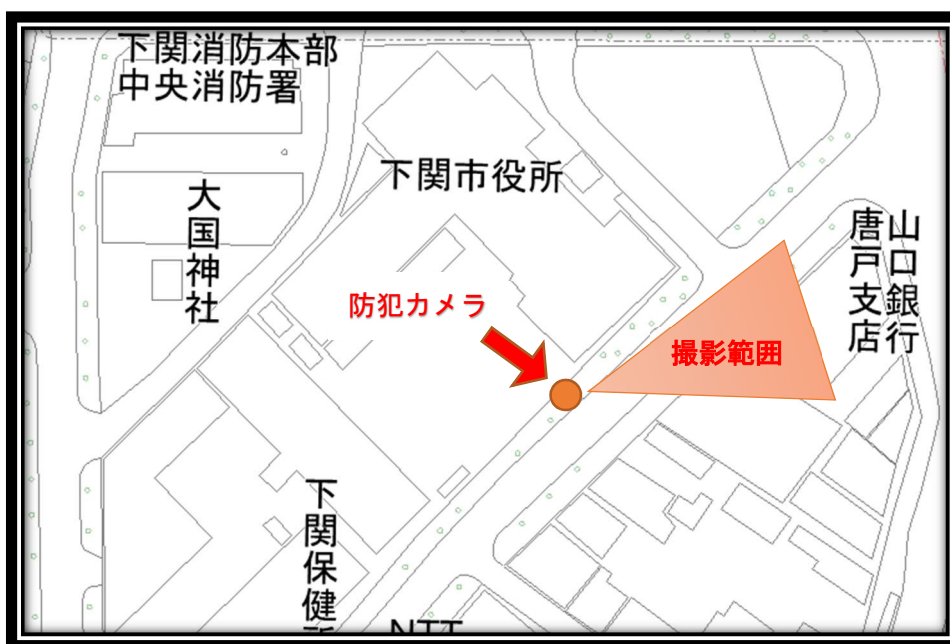 下関消防本部
中央消防署
下関市役所
大国神社
山口銀行
唐戸支店
防犯カメラ
撮影範囲
下関保健
NTT